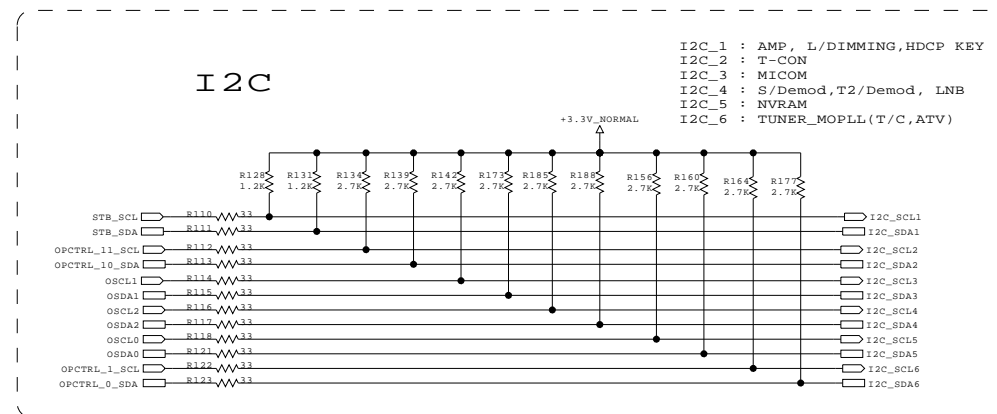 I2C_1 : AMP, L/DIMMING,HDCP KEY
I2C_2 : T-CON
I2C_3 : MICOM
I2C_4 : S/Demod,T2/Demod, LNB
I2C_5 : NVRAM
I2C_6 : TUNER_MOPLL(T/C,ATV)
I2C
+3.3V_NORMAL
R128 R131 R134 R139 R142 R173 R185 R188 R156 R160 R164 R177
1.2K 1.2K 2.7K 2.7K 2.7K 2.7K 2.7K 2.7K 2.7K 2.7K 2.7K 2.7K
STB_SCL R110 33 I2C_SCL1
STB_SDA R111 33 I2C_SDA1
OPCTRL_11_SCL R112 33 I2C_SCL2
OPCTRL_10_SDA R113 33 I2C_SDA2
OSCL1 R114 33 I2C_SCL3
OSDA1 R115 33 I2C_SDA3
OSCL2 R116 33 I2C_SCL4
OSDA2 R117 33 I2C_SDA4
OSCL0 R118 33 I2C_SCL5
OSDA0 R121 33 I2C_SDA5
OPCTRL_1_SCL R122 33 I2C_SCL6
OPCTRL_0_SDA R123 33 I2C_SDA6